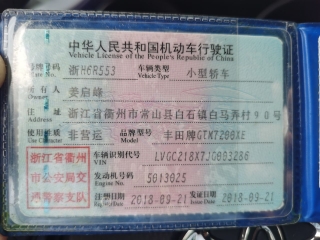 中华人民共和国机动车行驶证
Vehicle License of the People's Republic of China
号牌号码 浙H6R5S3 车辆类型 小型轿车
Plate No. Vehicle Type
所有人 姜启峰
Owner
住址 浙江省衢州市常山县白石镇白马弄村90号
Address
使用性质 非营运 品牌型号 丰田牌GTM7200XE
Model
浙江省衢州 车辆识别代号 LVGC218X7JG003286
VIN
市公安局交 发动机号码 5013025
Engine No.
通警察支队 注册日期 2018-09-21 发证日期 2018-09-21
Register Date Issue Date